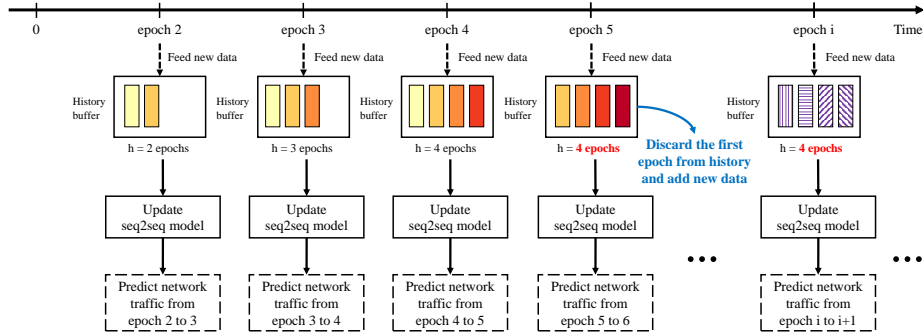 0
epoch 2
epoch 3
epoch 4
epoch 5
epoch i
Time
Feed new data
Feed new data
Feed new data
Feed new data
Feed new data
History
buffer
History
buffer
History
buffer
History
buffer
History
buffer
h = 2 epochs
h = 3 epochs
h = 4 epochs
h = 4 epochs
h = 4 epochs
Discard the first
epoch from history
and add new data
Update
seq2seq model
Update
seq2seq model
Update
seq2seq model
Update
seq2seq model
Update
seq2seq model
Predict network
traffic from
epoch 2 to 3
Predict network
traffic from
epoch 3 to 4
Predict network
traffic from
epoch 4 to 5
Predict network
traffic from
epoch 5 to 6
Predict network
traffic from
epoch i to i+1